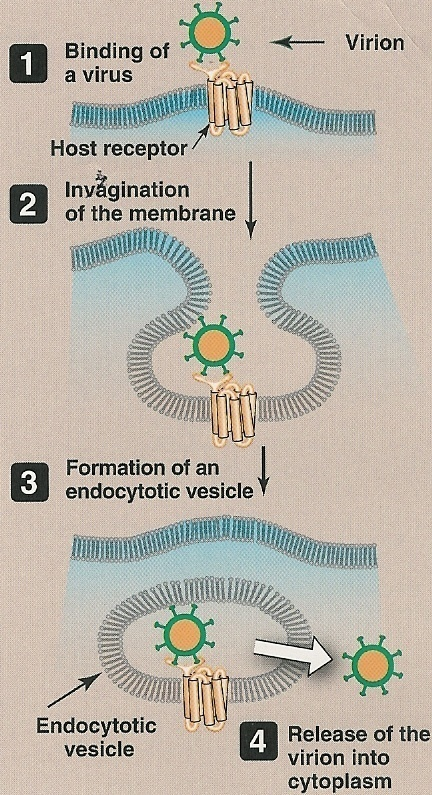 1
Binding of
a virus
Virion
Host receptor
2
Invagination
of the membrane
3
Formation of an
endocytotic vesicle
Endocytotic
vesicle
4
Release of the
virion into
cytoplasm